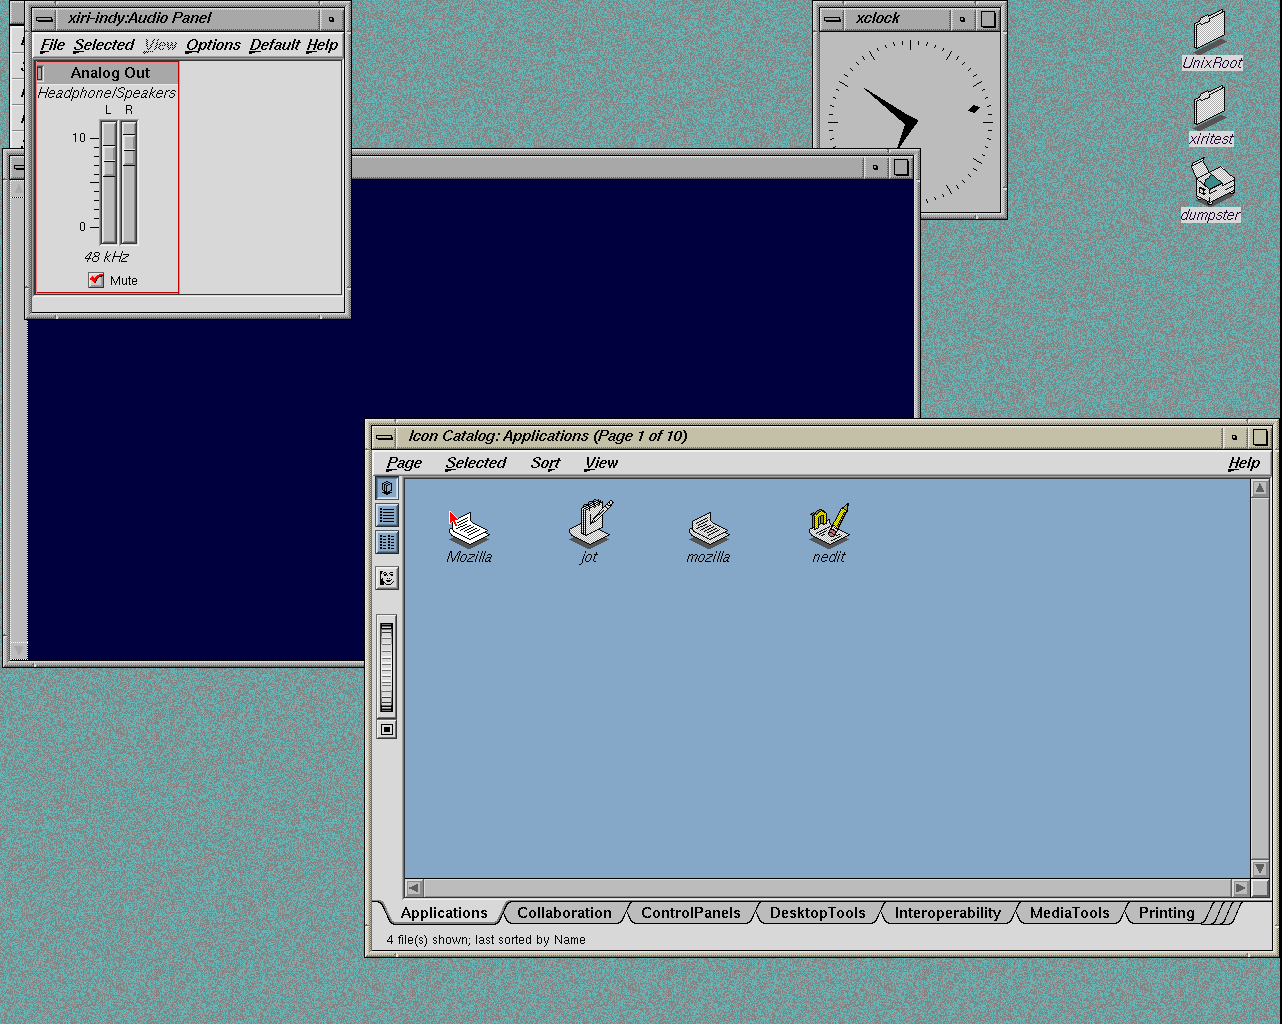 xiri-indy:Audio Panel
File Selected View Options Default Help
Analog Out
Headphone/Speakers
L R
10
0
48 kHz
Mute
xclock
UnixRoot
xiritest
dumpster
Icon Catalog: Applications (Page 1 of 10)
Page Selected Sort View Help
Mozilla jot mozilla nedit
Applications Collaboration ControlPanels DesktopTools Interoperability MediaTools Printing
4 file(s) shown; last sorted by Name